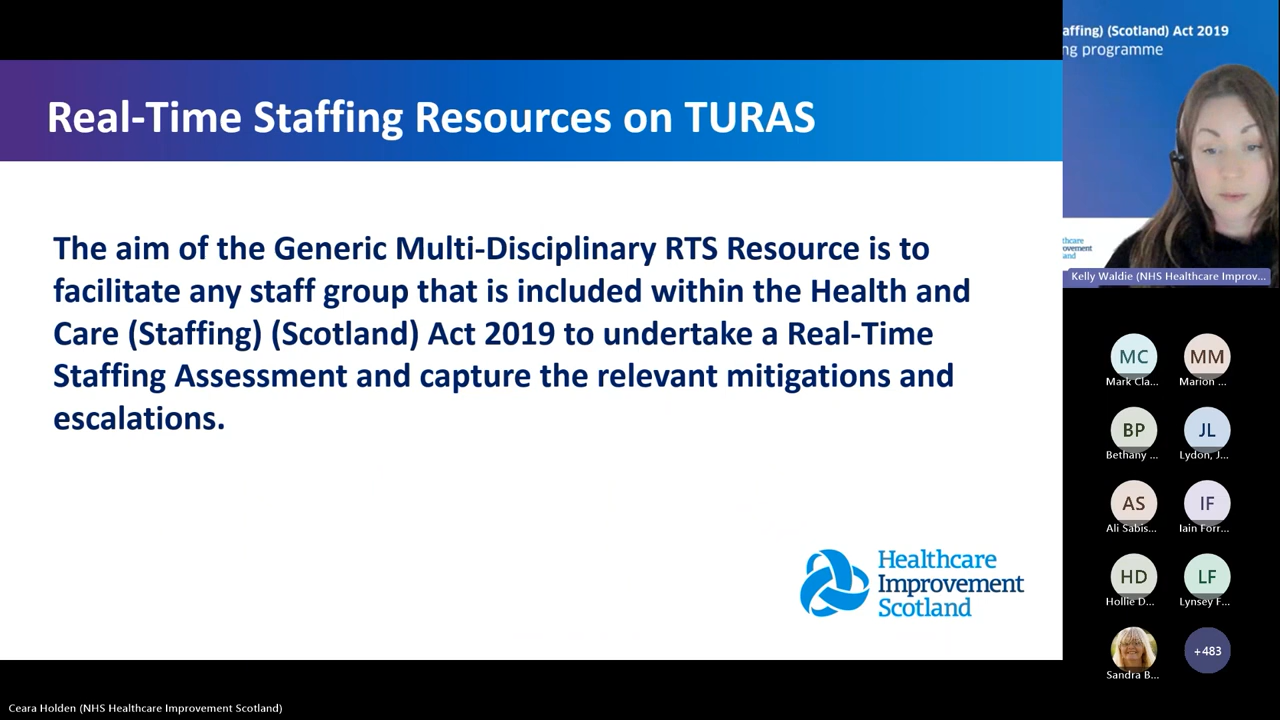 Real-Time Staffing Resources on TURAS
The aim of the Generic Multi-Disciplinary RTS Resource is to
facilitate any staff group that is included within the Health and
Care (Staffing) (Scotland) Act 2019 to undertake a Real-Time
Staffing Assessment and capture the relevant mitigations and
escalations.
Healthcare
Improvement
Scotland
affing) (Scotland) Act 2019
ng programme
thcare
ovement
and
Kelly Waldie (NHS Healthcare Improv...
MC
MM
Mark Cla...
Marion ...
BP
JL
Bethany ...
Lydon, J...
AS
IF
Ali Sabis...
Iain Forr...
HD
LF
Hollie D...
Lynsey F...
+483
Sandra B...
Ceara Holden (NHS Healthcare Improvement Scotland)